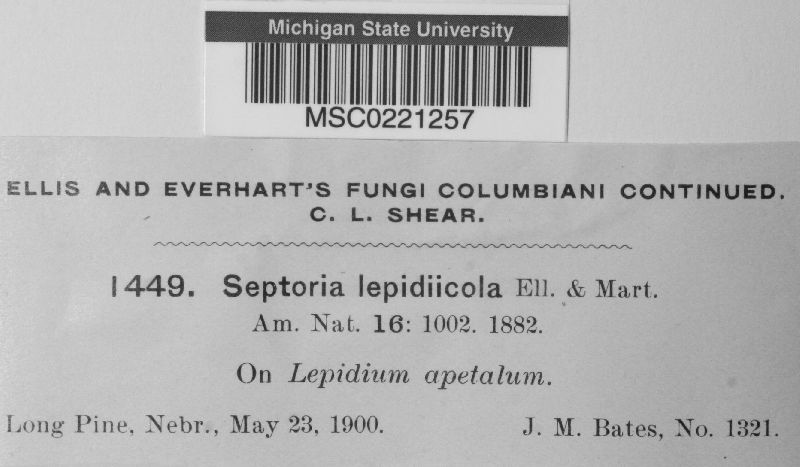 Michigan State University
MSC0221257
ELLIS AND EVERHART'S FUNGI COLUMBIANI CONTINUED.
C. L. SHEAR.
1449. Septoria lepidiicola Ell. & Mart.
Am. Nat. 16: 1002. 1882.
On Lepidium apetalum.
Long Pine, Nebr., May 23, 1900. J. M. Bates, No. 1321.